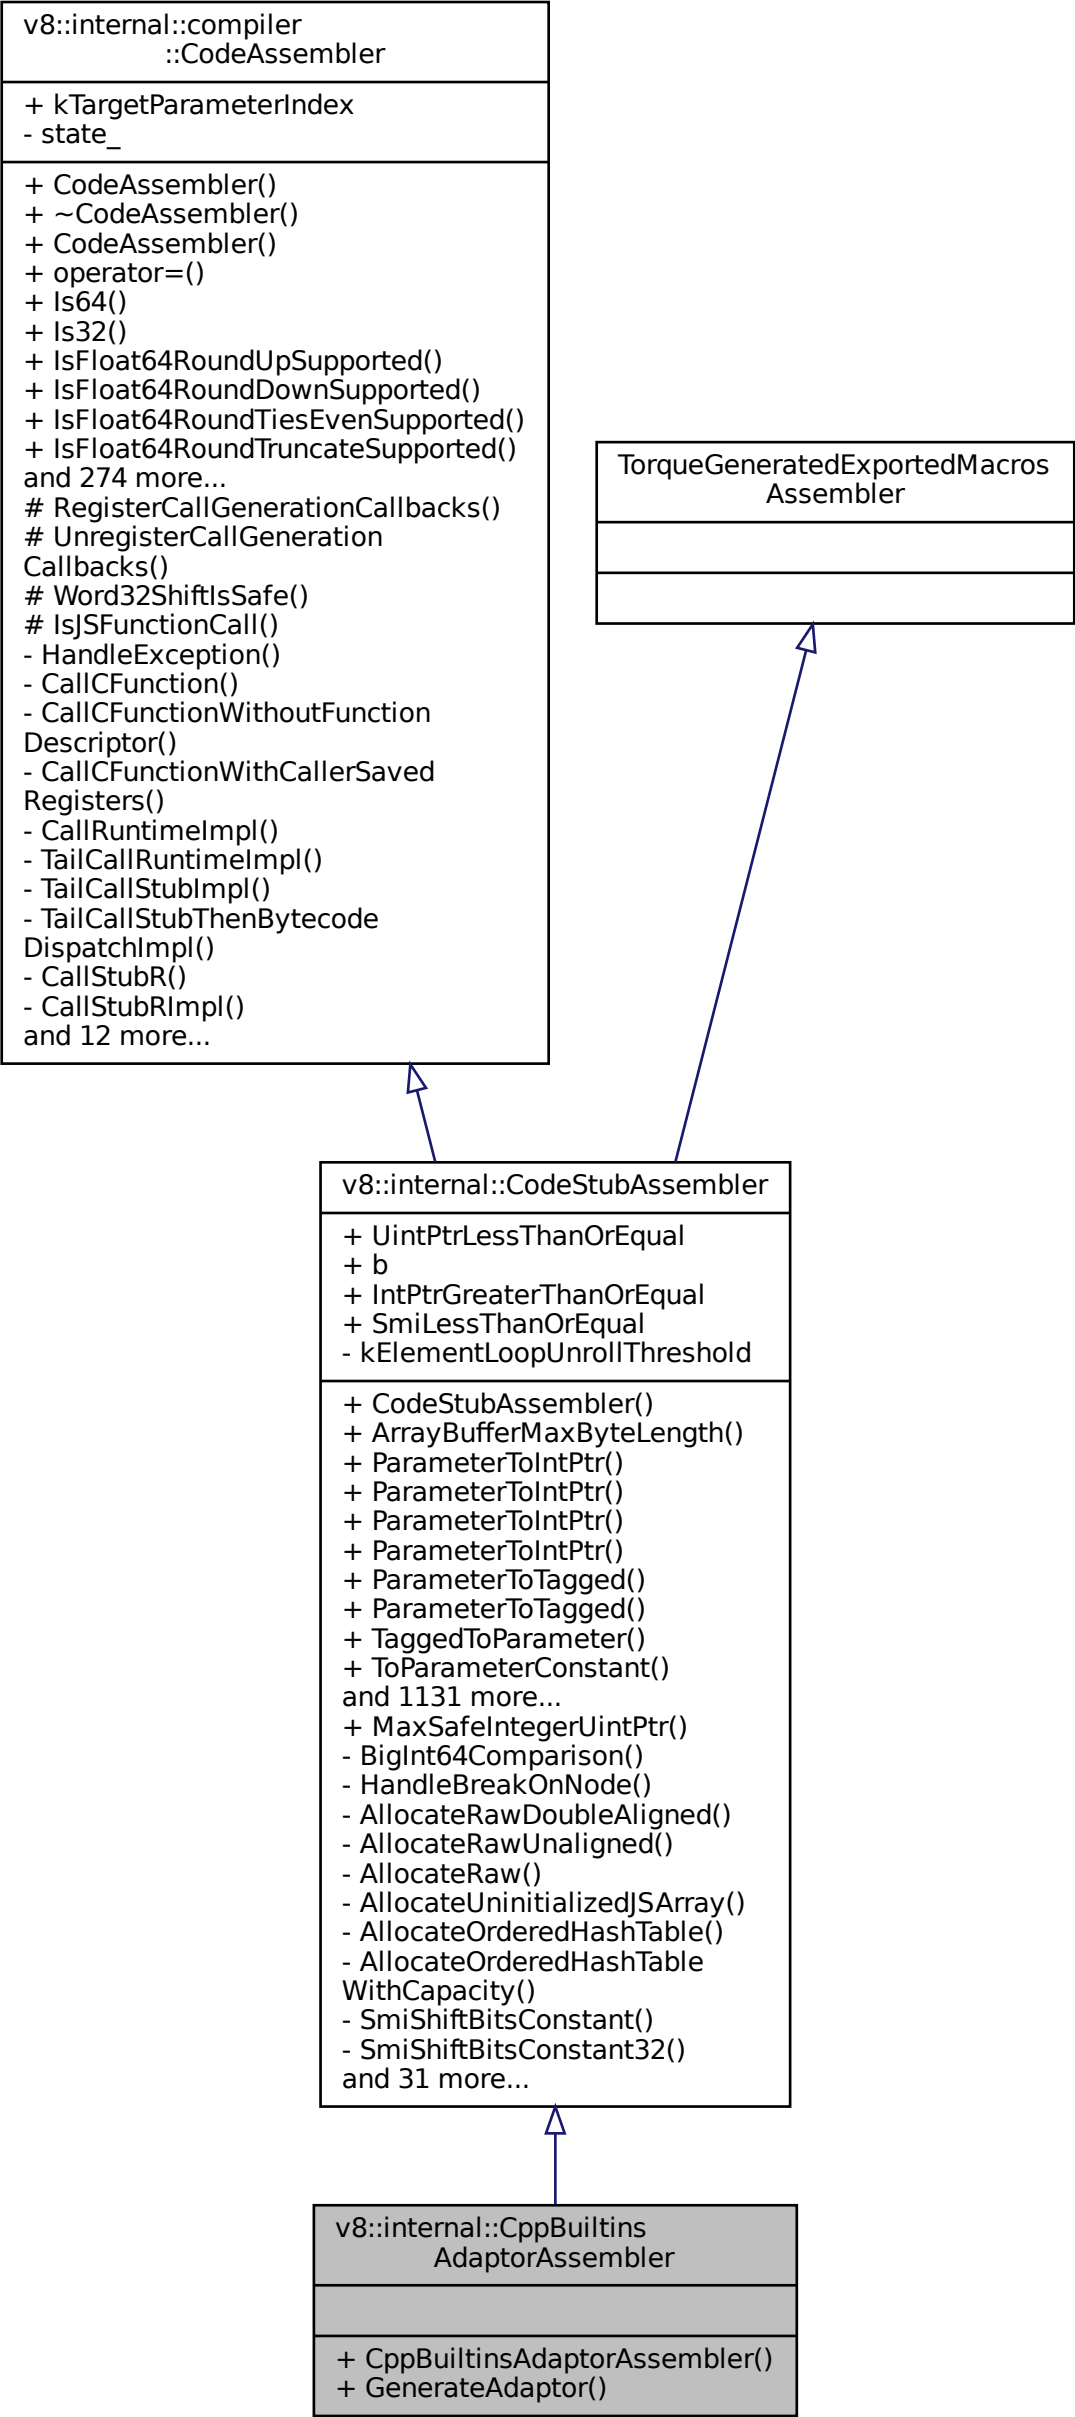 v8::internal::compiler
::CodeAssembler
+ kTargetParameterIndex
- state_
+ CodeAssembler()
+ ~CodeAssembler()
+ CodeAssembler()
+ operator=()
+ Is64()
+ Is32()
+ IsFloat64RoundUpSupported()
+ IsFloat64RoundDownSupported()
+ IsFloat64RoundTiesEvenSupported()
+ IsFloat64RoundTruncateSupported()
and 274 more...
# RegisterCallGenerationCallbacks()
# UnregisterCallGeneration
Callbacks()
# Word32ShiftIsSafe()
# IsJSFunctionCall()
- HandleException()
- CallCFunction()
- CallCFunctionWithoutFunction
Descriptor()
- CallCFunctionWithCallerSaved
Registers()
- CallRuntimeImpl()
- TailCallRuntimeImpl()
- TailCallStubImpl()
- TailCallStubThenBytecode
DispatchImpl()
- CallStubR()
- CallStubRImpl()
and 12 more...
TorqueGeneratedExportedMacros
Assembler
v8::internal::CodeStubAssembler
+ UintPtrLessThanOrEqual
+ b
+ IntPtrGreaterThanOrEqual
+ SmiLessThanOrEqual
- kElementLoopUnrollThreshold
+ CodeStubAssembler()
+ ArrayBufferMaxByteLength()
+ ParameterToIntPtr()
+ ParameterToIntPtr()
+ ParameterToIntPtr()
+ ParameterToIntPtr()
+ ParameterToTagged()
+ ParameterToTagged()
+ TaggedToParameter()
+ ToParameterConstant()
and 1131 more...
+ MaxSafeIntegerUintPtr()
- BigInt64Comparison()
- HandleBreakOnNode()
- AllocateRawDoubleAligned()
- AllocateRawUnaligned()
- AllocateRaw()
- AllocateUninitializedJSArray()
- AllocateOrderedHashTable()
- AllocateOrderedHashTable
WithCapacity()
- SmiShiftBitsConstant()
- SmiShiftBitsConstant32()
and 31 more...
v8::internal::CppBuiltins
AdaptorAssembler
+ CppBuiltinsAdaptorAssembler()
+ GenerateAdaptor()